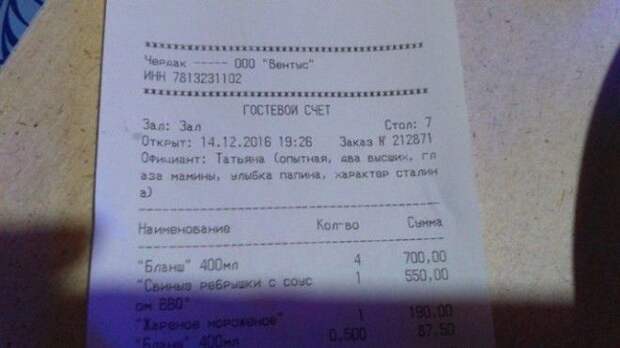 ********************************
Чердак ----- ООО "Вентус"
ИНН 7813231102
********************************
ГОСТЕВОЙ СЧЕТ
Зал: Зал Стол: 7
Открыт: 14.12.2016 19:26 Заказ № 212871
Официант: Татьяна (опытная, два высших, гл
аза мамины, улыбка папина, характер сталин
а)
--------------------------------
Наименование Кол-во Сумма
--------------------------------
"Бланш" 400мл 4 700,00
"Свиные ребрышки с соус 1 550,00
ом BBQ"
"Жареное мороженое" 1 190,00
"Бланш" 400мл 0,500 87,50